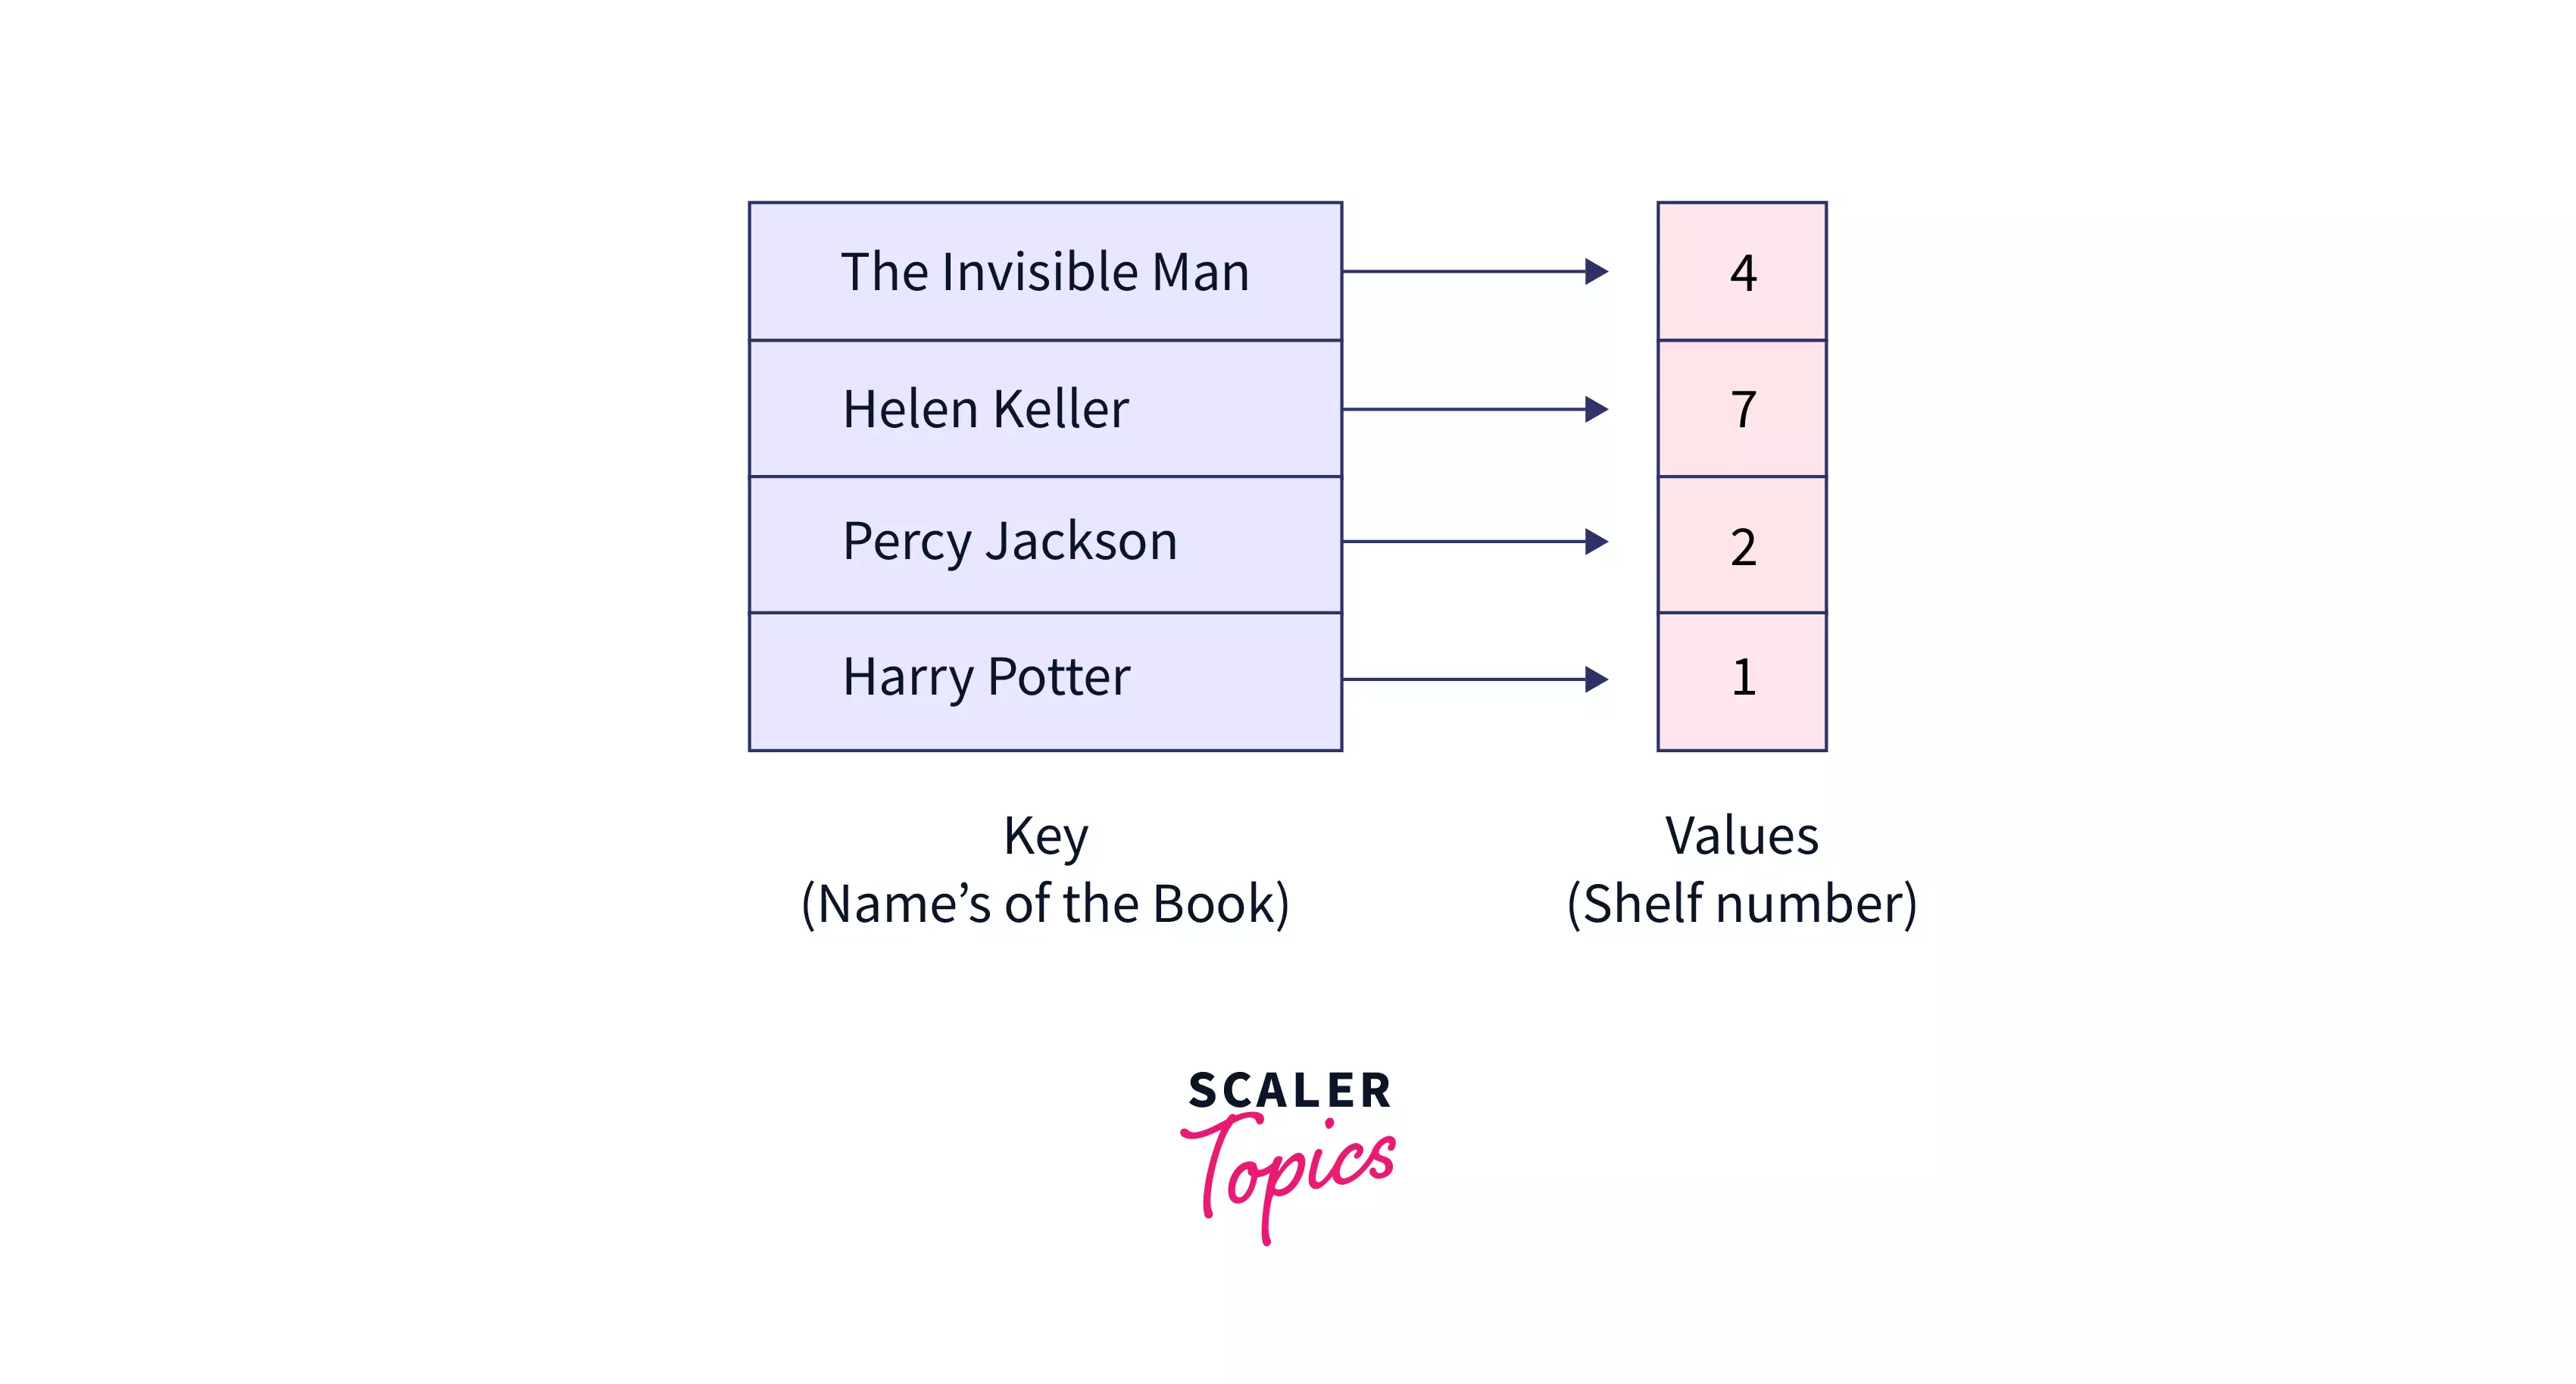 The Invisible Man 4
Helen Keller 7
Percy Jackson 2
Harry Potter 1
Key Values
(Name’s of the Book) (Shelf number)
SCALER
Topics